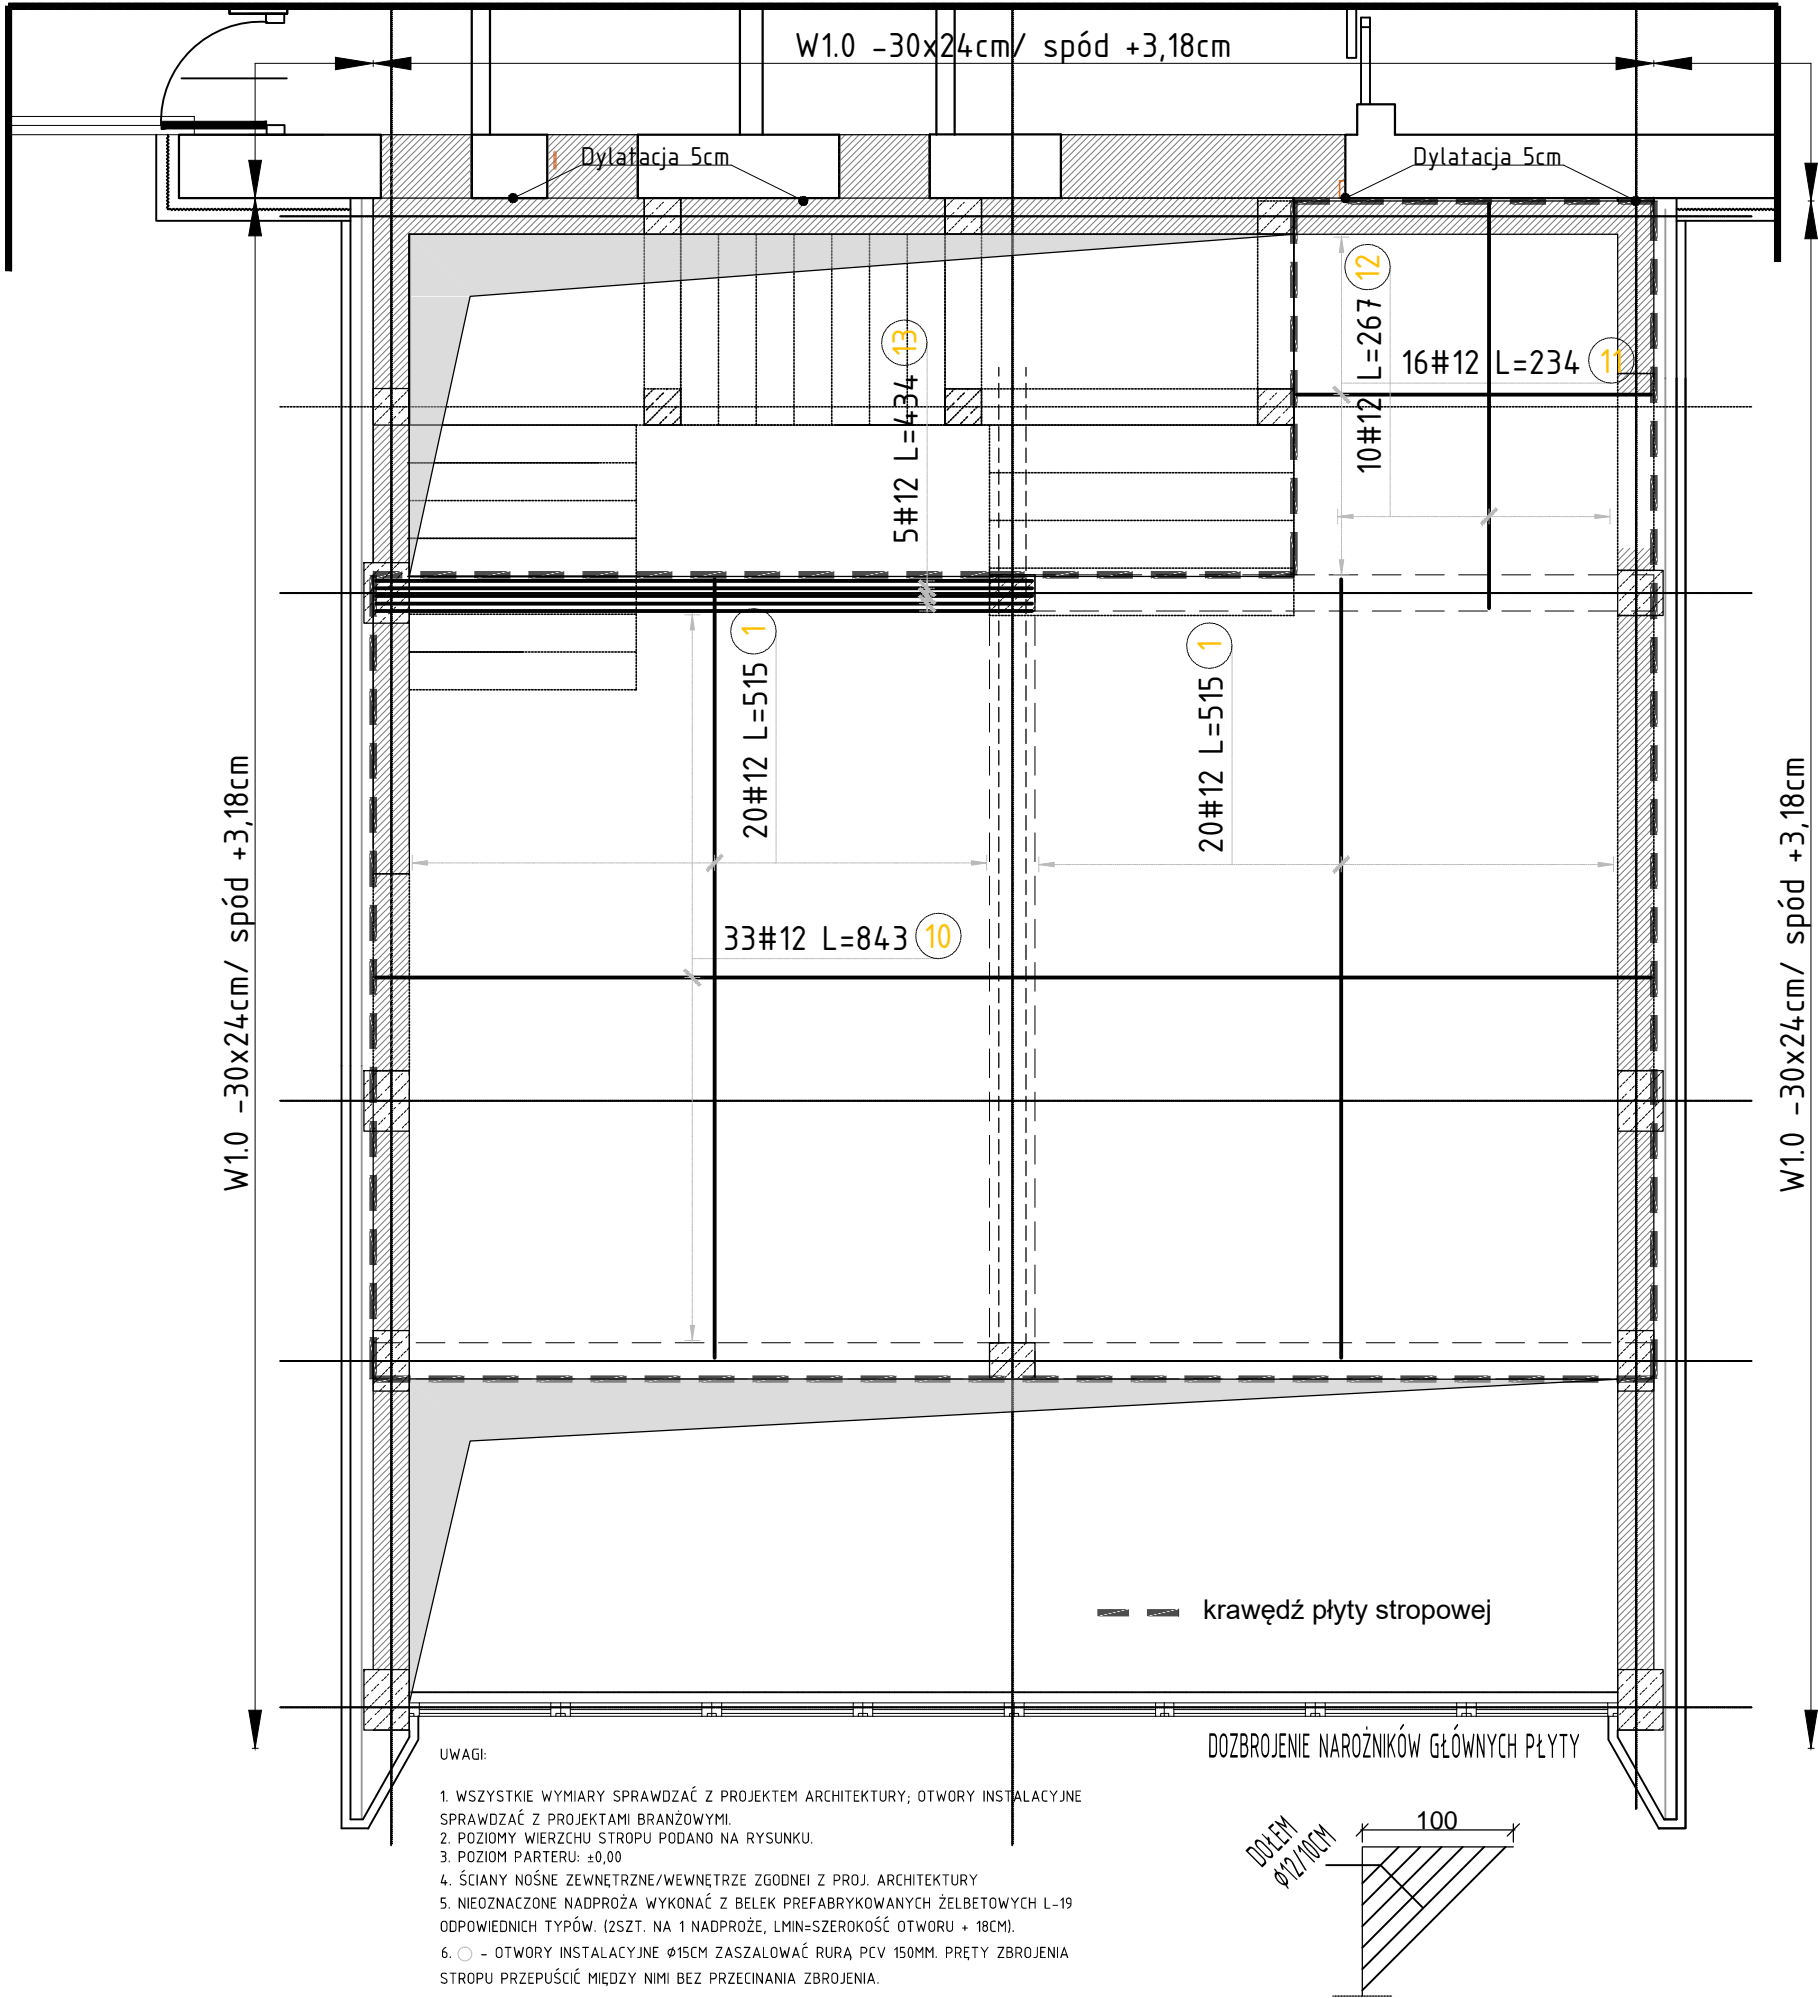 W1.0 -30x24cm/ spód +3,18cm
Dylatacja 5cm
Dylatacja 5cm
12
10#12 L=267
16#12 L=234 11
13
5#12 L=434
1
20#12 L=515
1
20#12 L=515
33#12 L=843 10
W1.0 -30x24cm/ spód +3,18cm
W1.0 -30x24cm/ spód +3,18cm
krawędź płyty stropowej
UWAGI:
1. WSZYSTKIE WYMIARY SPRAWDZAĆ Z PROJEKTEM ARCHITEKTURY; OTWORY INSTALACYJNE
SPRAWDZAĆ Z PROJEKTAMI BRANŻOWYMI.
2. POZIOMY WIERZCHU STROPU PODANO NA RYSUNKU.
3. POZIOM PARTERU: ±0,00
4. ŚCIANY NOŚNE ZEWNĘTRZNE/WEWNĘTRZE ZGODNEI Z PROJ. ARCHITEKTURY
5. NIEOZNACZONE NADPROŻA WYKONAĆ Z BELEK PREFABRYKOWANYCH ŻELBETOWYCH L-19
ODPOWIEDNICH TYPÓW. (2SZT. NA 1 NADPROŻE, LMIN=SZEROKOŚĆ OTWORU + 18CM).
6. ○ - OTWORY INSTALACYJNE Ø15CM ZASZALOWAĆ RURĄ PCV 150MM. PRĘTY ZBROJENIA
STROPU PRZEPUŚCIĆ MIĘDZY NIMI BEZ PRZECINANIA ZBROJENIA.
DOZBROJENIE NAROŻNIKÓW GŁÓWNYCH PŁYTY
100
DOŁEM
Ø12/10CM